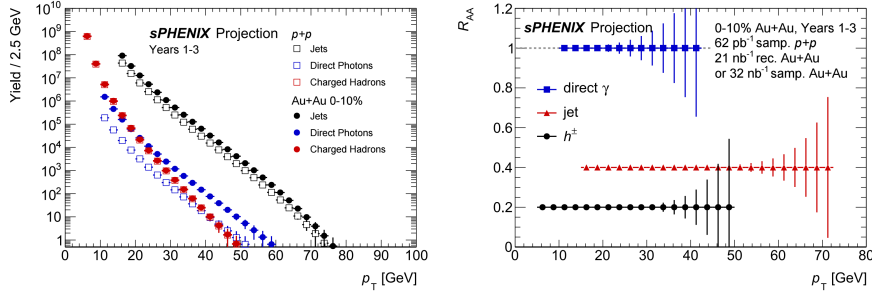 sPHENIX Projection
Years 1-3
p+p
Jets
Direct Photons
Charged Hadrons
Au+Au 0-10%
Jets
Direct Photons
Charged Hadrons
Yield / 2.5 GeV
10¹⁰
10⁹
10⁸
10⁷
10⁶
10⁵
10⁴
10³
10²
10
1
0 10 20 30 40 50 60 70 80 90 100
p_T [GeV]
R_AA
sPHENIX Projection
0-10% Au+Au, Years 1-3
62 pb⁻¹ samp. p+p
21 nb⁻¹ rec. Au+Au
or 32 nb⁻¹ samp. Au+Au
direct γ
jet
h±
1.2
1
0.8
0.6
0.4
0.2
0
0 10 20 30 40 50 60 70 80
p_T [GeV]